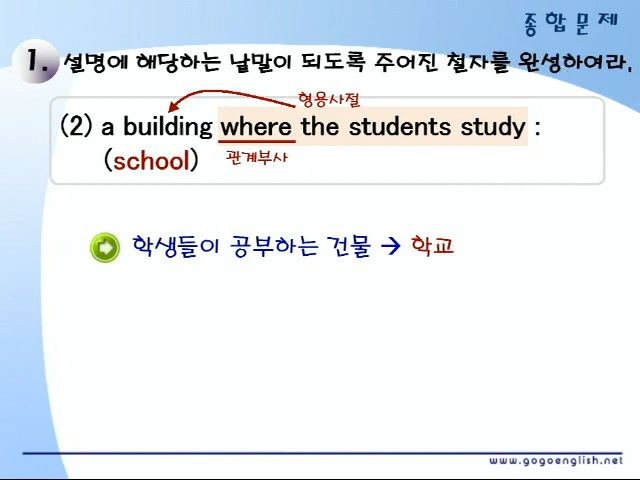 종합문제
1. 설명에 해당하는 낱말이 되도록 주어진 철자를 완성하여라.
형용사절
(2) a building where the students study :
(school) 관계부사
학생들이 공부하는 건물 → 학교
www.gogoenglish.net